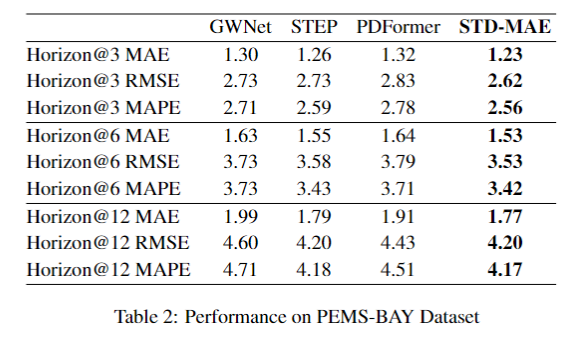 GWNet STEP PDFormer STD-MAE
Horizon@3 MAE 1.30 1.26 1.32 1.23
Horizon@3 RMSE 2.73 2.73 2.83 2.62
Horizon@3 MAPE 2.71 2.59 2.78 2.56
Horizon@6 MAE 1.63 1.55 1.64 1.53
Horizon@6 RMSE 3.73 3.58 3.79 3.53
Horizon@6 MAPE 3.73 3.43 3.71 3.42
Horizon@12 MAE 1.99 1.79 1.91 1.77
Horizon@12 RMSE 4.60 4.20 4.43 4.20
Horizon@12 MAPE 4.71 4.18 4.51 4.17
Table 2: Performance on PEMS-BAY Dataset